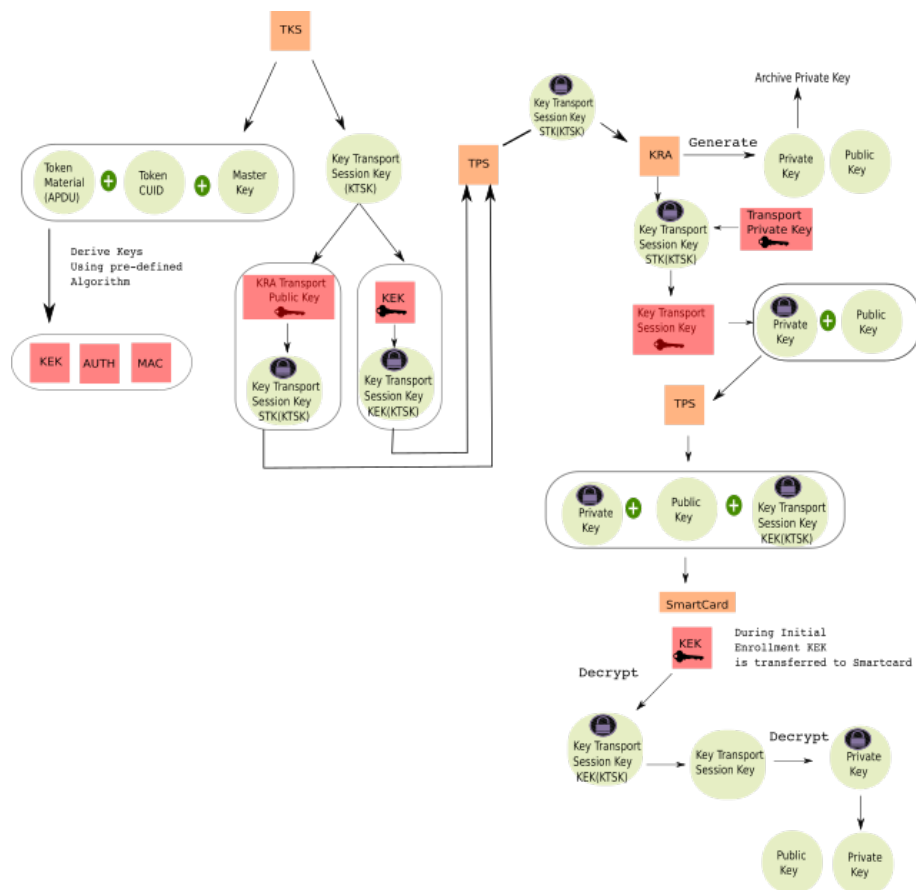 TKS
Token
Material
(APDU)
Token
CUID
Master
Key
Key Transport
Session Key
(KTSK)
Derive Keys
Using pre-defined
Algorithm
KEK
AUTH
MAC
KRA Transport
Public Key
Key Transport
Session Key
STK(KTSK)
KEK
Key Transport
Session Key
KEK(KTSK)
TPS
Key Transport
Session Key
STK(KTSK)
KRA
Generate
Archive Private Key
Private
Key
Public
Key
Key Transport
Session Key
STK(KTSK)
Transport
Private Key
Key Transport
Session Key
Private
Key
Public
Key
TPS
Private
Key
Public
Key
Key Transport
Session Key
KEK(KTSK)
SmartCard
KEK
During Initial
Enrollment KEK
is transferred to Smartcard
Decrypt
Key Transport
Session Key
KEK(KTSK)
Key Transport
Session Key
Decrypt
Private
Key
Public
Key
Private
Key